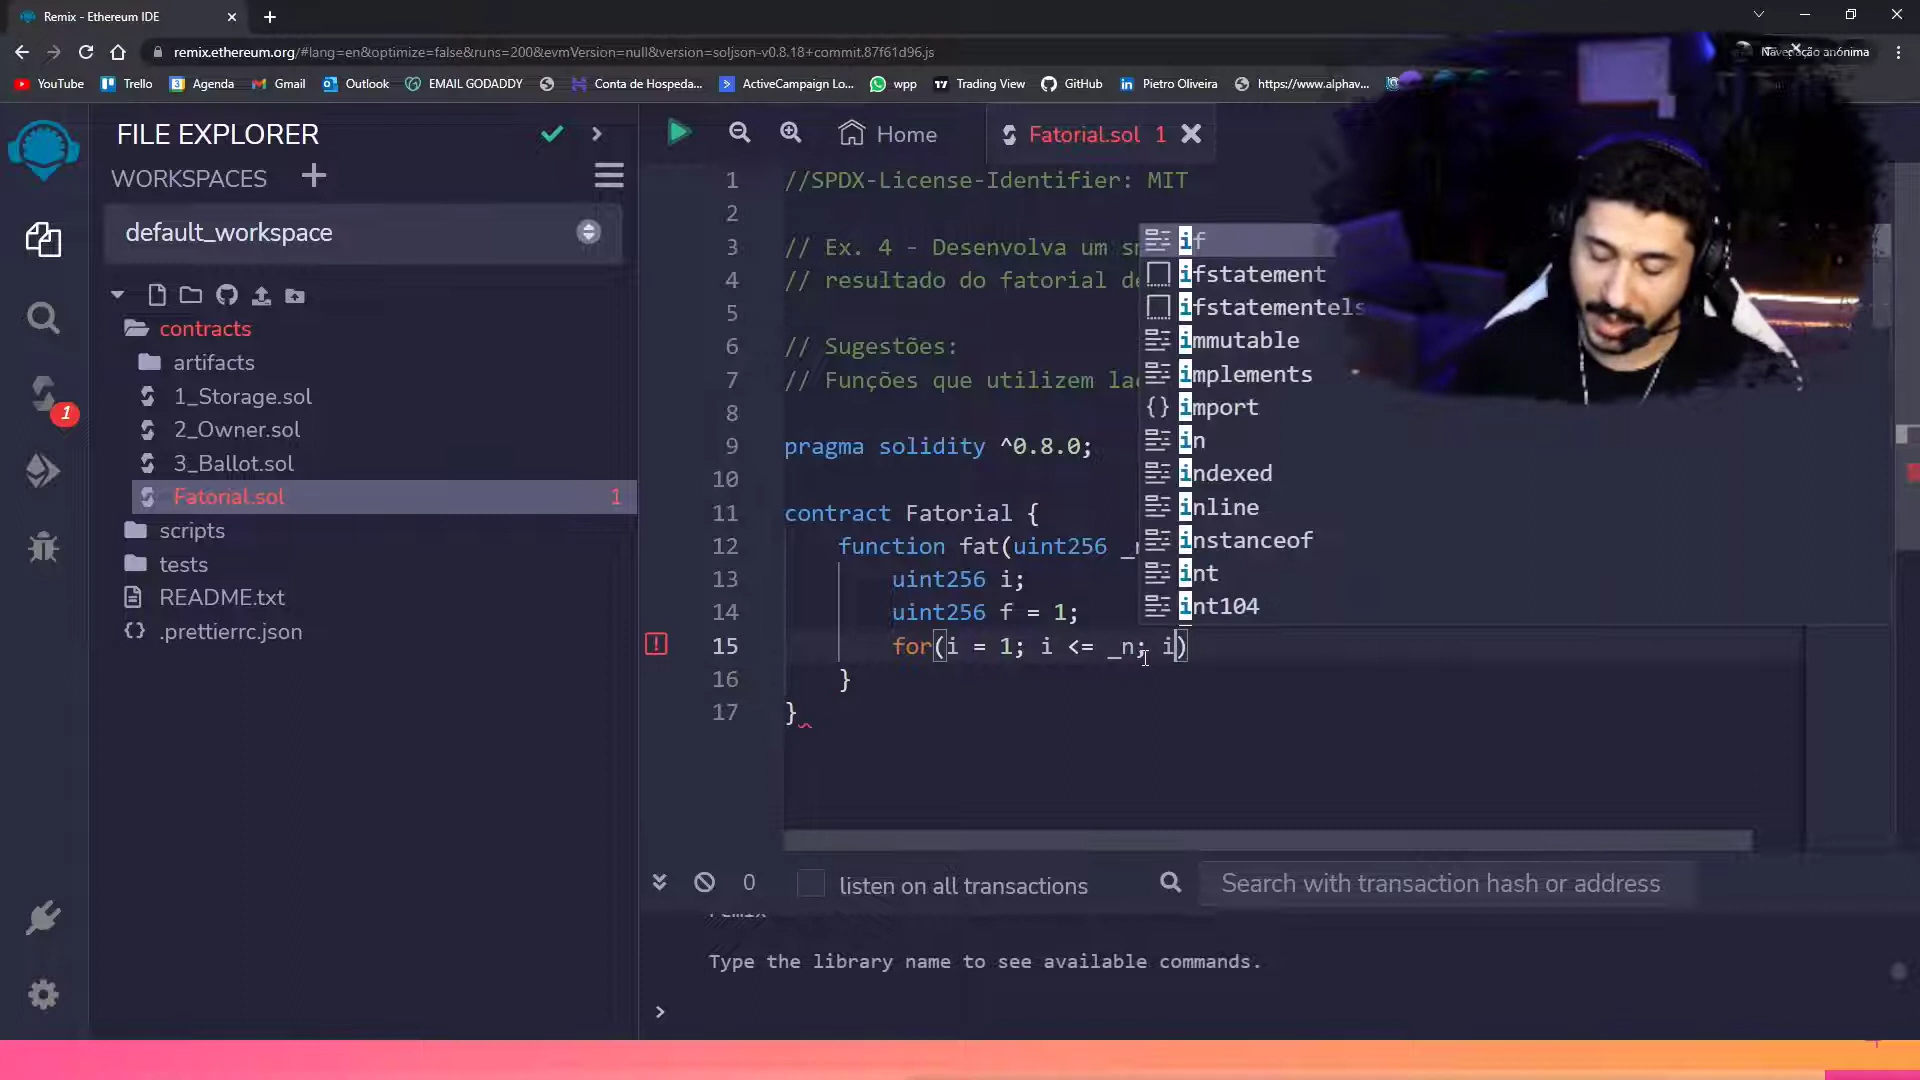 Remix - Ethereum IDE
remix.ethereum.org/#lang=en&optimize=false&runs=200&evmVersion=null&version=soljson-v0.8.18+commit.87f61d96.js
Navegação anónima
YouTube
Trello
Agenda
Gmail
Outlook
EMAIL GODADDY
Conta de Hospeda...
ActiveCampaign Lo...
wpp
Trading View
GitHub
Pietro Oliveira
https://www.alphav...
FILE EXPLORER
WORKSPACES
default_workspace
contracts
artifacts
1_Storage.sol
2_Owner.sol
3_Ballot.sol
Fatorial.sol 1
scripts
tests
README.txt
.prettierrc.json
1
Home
Fatorial.sol 1
1 //SPDX-License-Identifier: MIT
2
3 // Ex. 4 - Desenvolva um
4 // resultado do fatorial
5
6 // Sugestões:
7 // Funções que utilizem
8
9 pragma solidity ^0.8.0;
10
11 contract Fatorial {
12 function fat(uint256
13 uint256 i;
14 uint256 f = 1;
15 for(i = 1; i <= _n; i)
16 }
17 }
if
ifstatement
ifstatementels
immutable
implements
import
in
indexed
inline
instanceof
int
int104
0
listen on all transactions
Search with transaction hash or address
remix
Type the library name to see available commands.
>